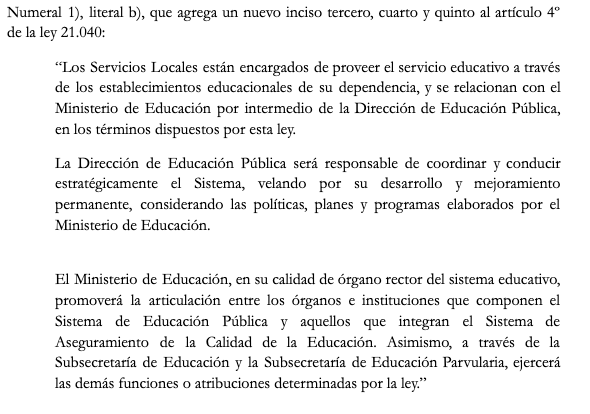 Numeral 1), literal b), que agrega un nuevo inciso tercero, cuarto y quinto al artículo 4º
de la ley 21.040:
“Los Servicios Locales están encargados de proveer el servicio educativo a través
de los establecimientos educacionales de su dependencia, y se relacionan con el
Ministerio de Educación por intermedio de la Dirección de Educación Pública,
en los términos dispuestos por esta ley.
La Dirección de Educación Pública será responsable de coordinar y conducir
estratégicamente el Sistema, velando por su desarrollo y mejoramiento
permanente, considerando las políticas, planes y programas elaborados por el
Ministerio de Educación.
El Ministerio de Educación, en su calidad de órgano rector del sistema educativo,
promoverá la articulación entre los órganos e instituciones que componen el
Sistema de Educación Pública y aquellos que integran el Sistema de
Aseguramiento de la Calidad de la Educación. Asimismo, a través de la
Subsecretaría de Educación y la Subsecretaría de Educación Parvularia, ejercerá
las demás funciones o atribuciones determinadas por la ley.”